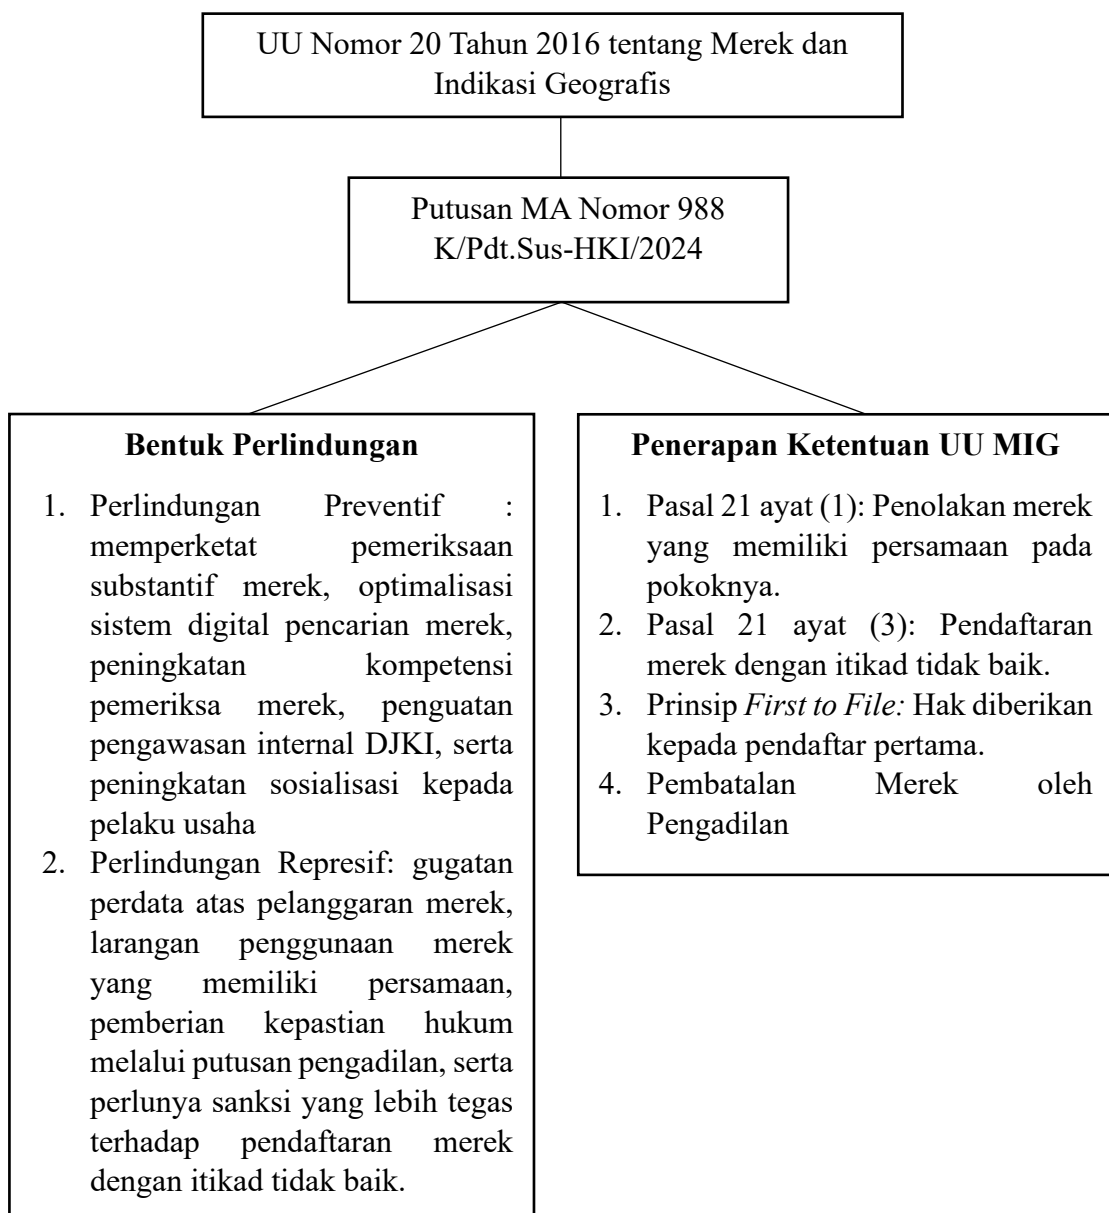 UU Nomor 20 Tahun 2016 tentang Merek dan
Indikasi Geografis
Putusan MA Nomor 988
K/Pdt.Sus-HKI/2024
Bentuk Perlindungan
1. Perlindungan Preventif :
memperketat pemeriksaan
substantif merek, optimalisasi
sistem digital pencarian merek,
peningkatan kompetensi
pemeriksa merek, penguatan
pengawasan internal DJKI, serta
peningkatan sosialisasi kepada
pelaku usaha
2. Perlindungan Represif: gugatan
perdata atas pelanggaran merek,
larangan penggunaan merek
yang memiliki persamaan,
pemberian kepastian hukum
melalui putusan pengadilan, serta
perlunya sanksi yang lebih tegas
terhadap pendaftaran merek
dengan itikad tidak baik.
Penerapan Ketentuan UU MIG
1. Pasal 21 ayat (1): Penolakan merek
yang memiliki persamaan pada
pokoknya.
2. Pasal 21 ayat (3): Pendaftaran
merek dengan itikad tidak baik.
3. Prinsip First to File: Hak diberikan
kepada pendaftar pertama.
4. Pembatalan Merek oleh
Pengadilan